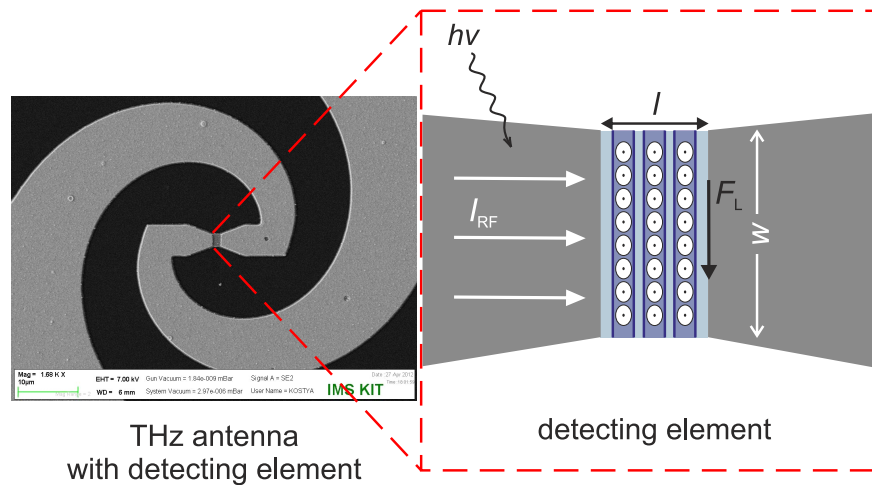 hν
l
I_RF
F_L
w
Mag = 1.68 K X
10µm
EHT = 7.00 kV
WD = 6 mm
Gun Vacuum = 1.84e-009 mBar
System Vacuum = 2.97e-006 mBar
Signal A = SE2
User Name = KOSTYA
Date :27 Apr 2012
IMS KIT
THz antenna
with detecting element
detecting element